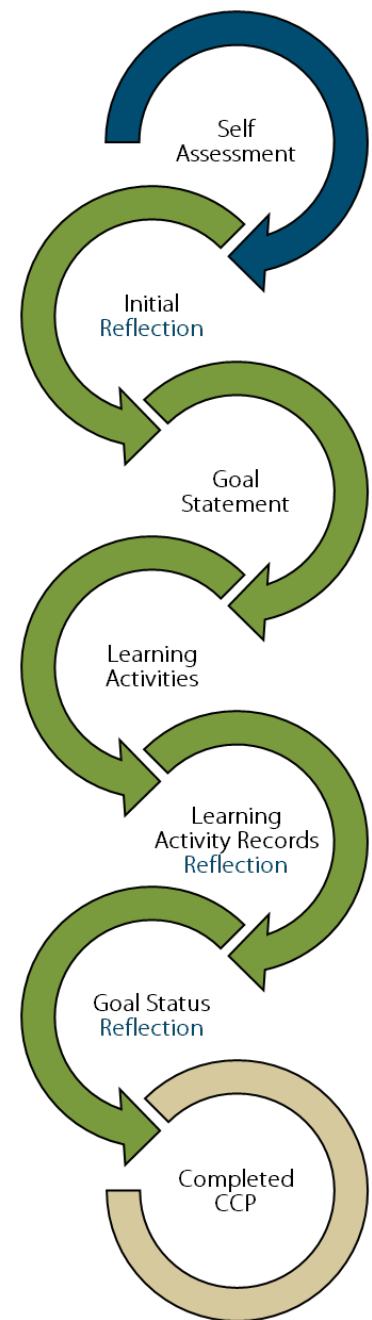 Self
Assessment
Initial
Reflection
Goal
Statement
Learning
Activities
Learning
Activity Records
Reflection
Goal Status
Reflection
Completed
CCP